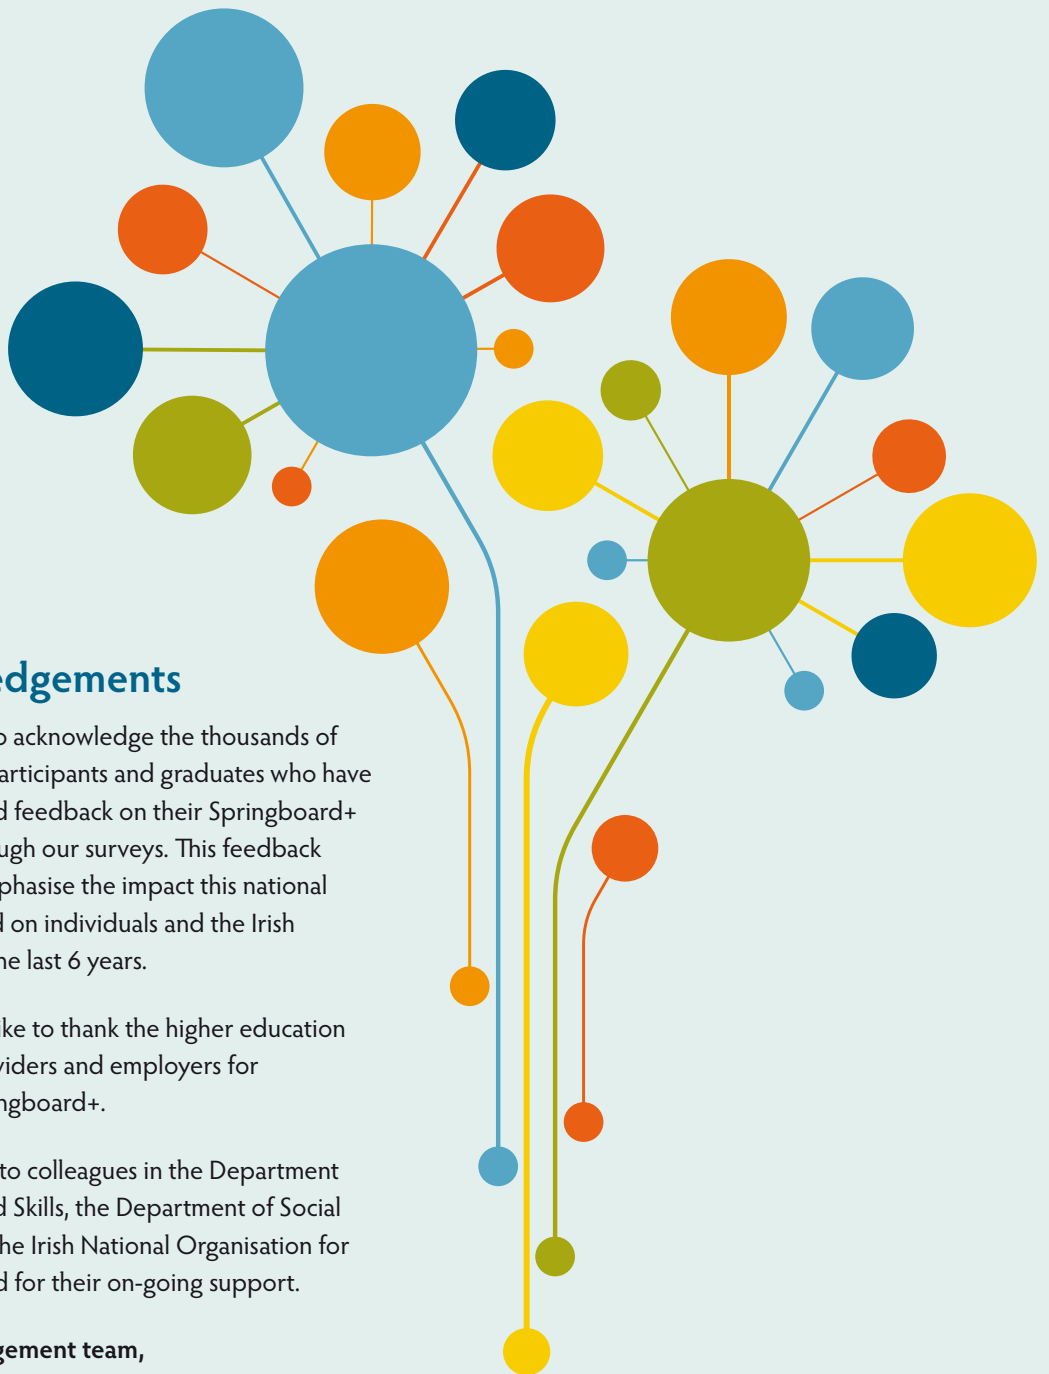 edgements
o acknowledge the thousands of
articipants and graduates who have
d feedback on their Springboard+
ugh our surveys. This feedback
phasise the impact this national
d on individuals and the Irish
he last 6 years.
ike to thank the higher education
viders and employers for
ngboard+.
to colleagues in the Department
d Skills, the Department of Social
he Irish National Organisation for
d for their on-going support.
gement team,